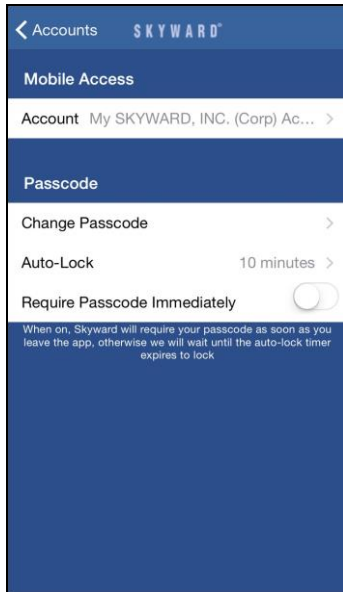 Accounts SKYWARD™
Mobile Access
Account My SKYWARD, INC. (Corp) Ac...
Passcode
Change Passcode
Auto-Lock 10 minutes
Require Passcode Immediately
When on, Skyward will require your passcode as soon as you
leave the app, otherwise we will wait until the auto-lock timer
expires to lock